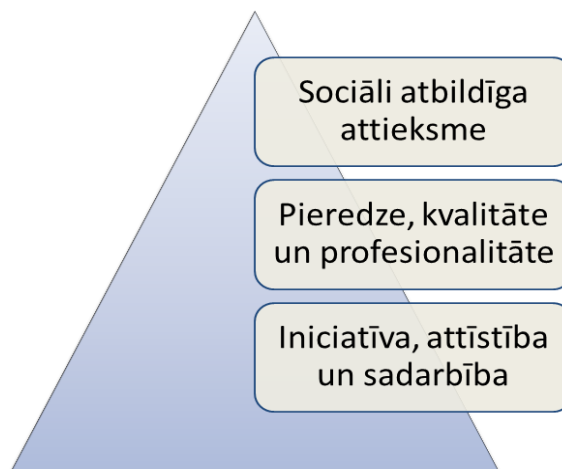 Sociāli atbildīga
attieksme
Pieredze, kvalitāte
un profesionalitāte
Iniciatīva, attīstība
un sadarbība